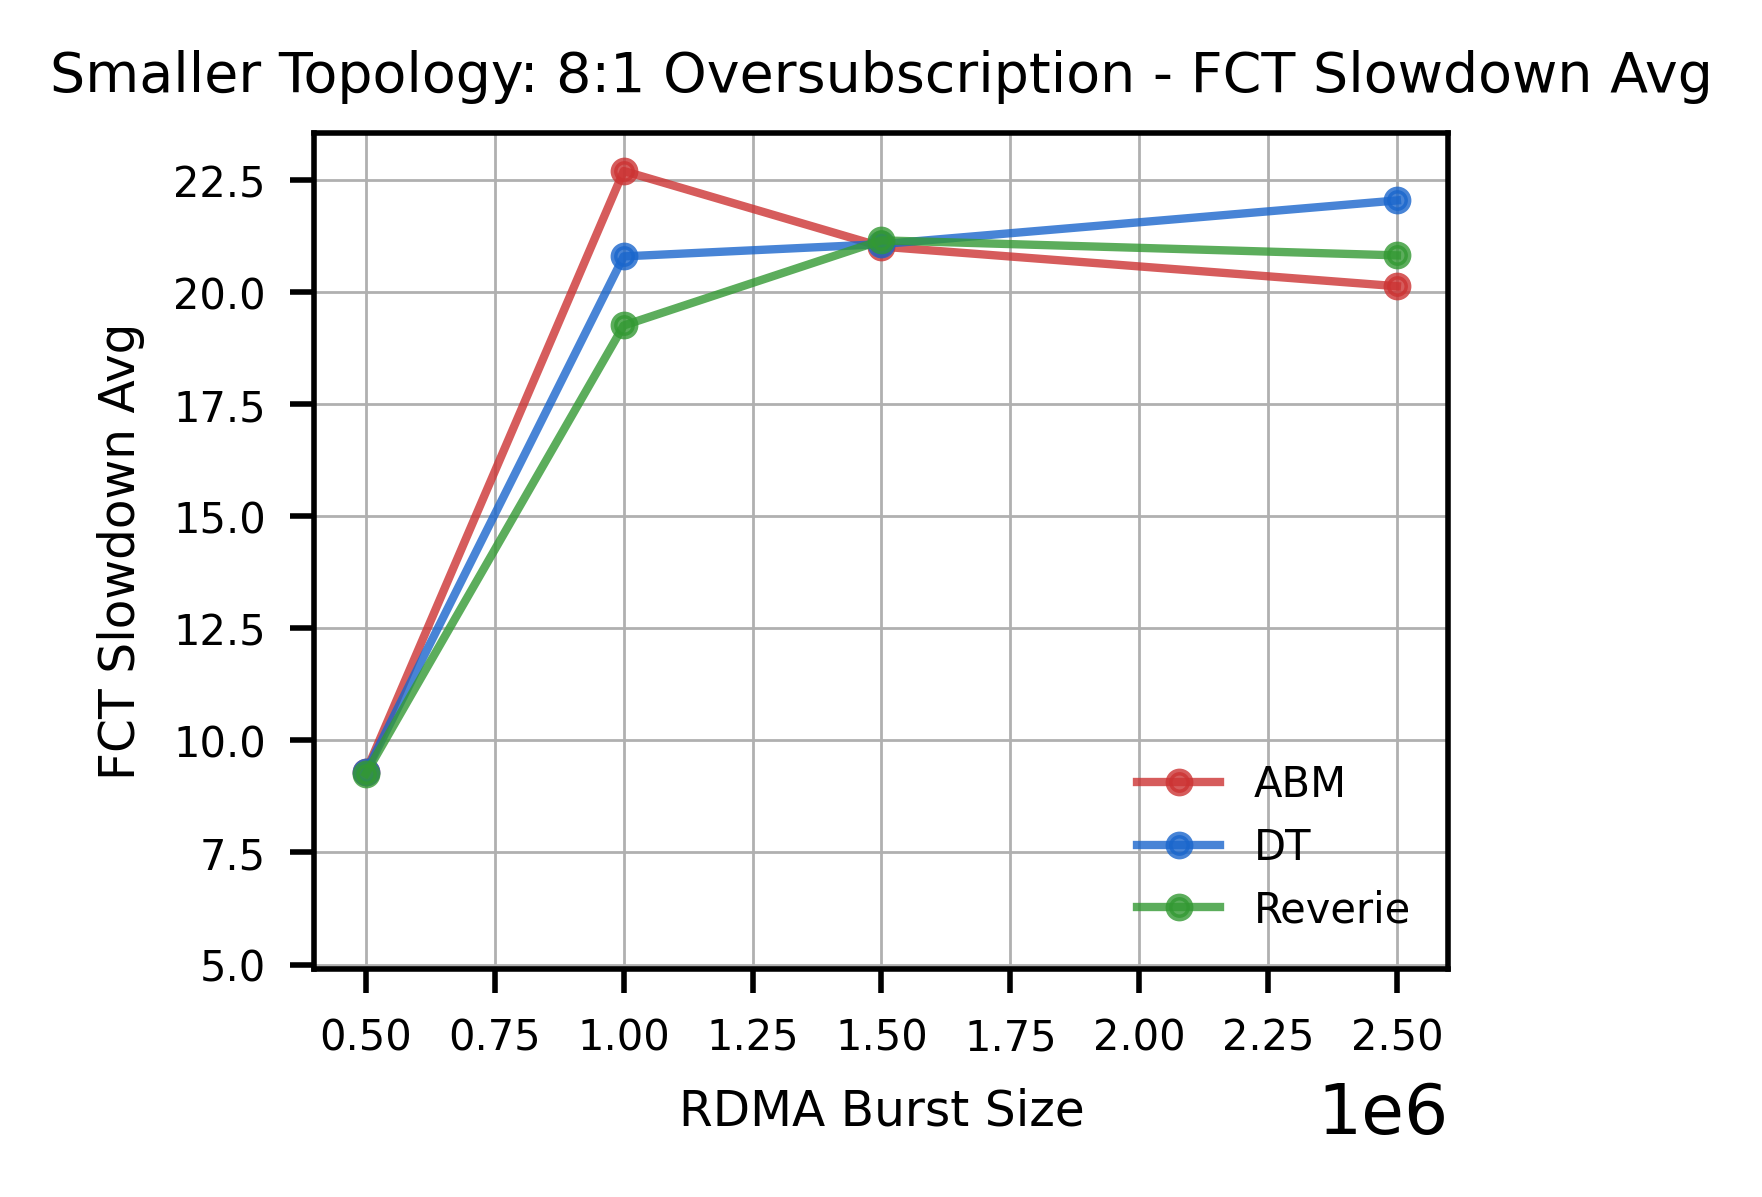 Smaller Topology: 8:1 Oversubscription - FCT Slowdown Avg
FCT Slowdown Avg
22.5
20.0
17.5
15.0
12.5
10.0
7.5
5.0
ABM
DT
Reverie
0.50 0.75 1.00 1.25 1.50 1.75 2.00 2.25 2.50
RDMA Burst Size
1e6